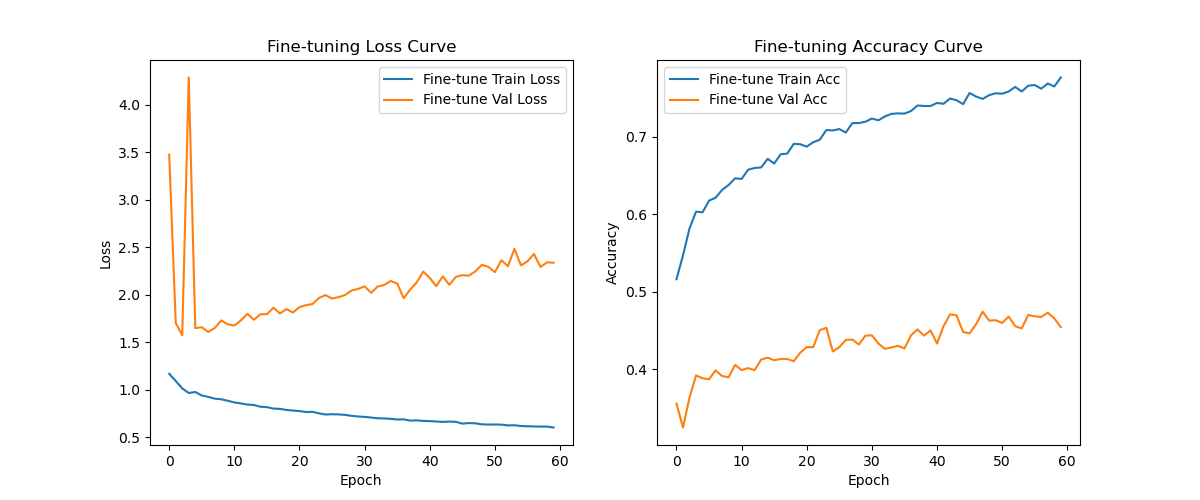 Fine-tuning Loss Curve
Fine-tune Train Loss
Fine-tune Val Loss
4.0
3.5
3.0
2.5
2.0
1.5
1.0
0.5
Loss
0 10 20 30 40 50 60
Epoch
Fine-tuning Accuracy Curve
Fine-tune Train Acc
Fine-tune Val Acc
0.7
0.6
0.5
0.4
Accuracy
0 10 20 30 40 50 60
Epoch